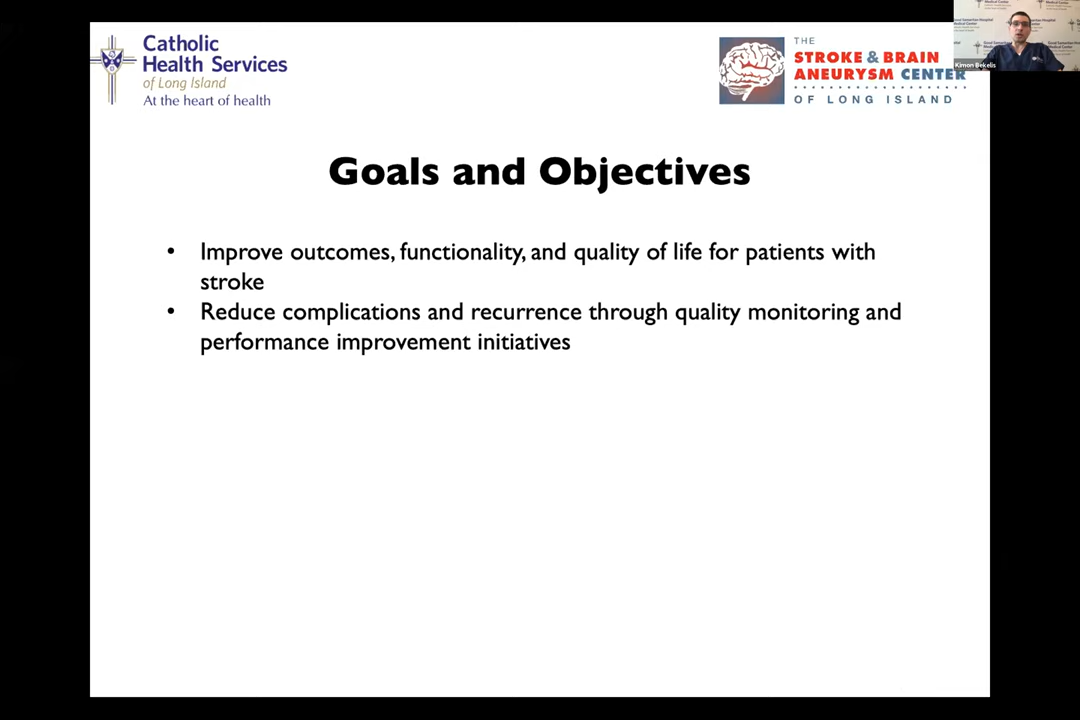 Catholic
Health Services
of Long Island
At the heart of health
THE
STROKE & BRAIN
ANEURYSM CENTER
OF LONG ISLAND
Kimon Bekelis
Goals and Objectives
• Improve outcomes, functionality, and quality of life for patients with
stroke
• Reduce complications and recurrence through quality monitoring and
performance improvement initiatives